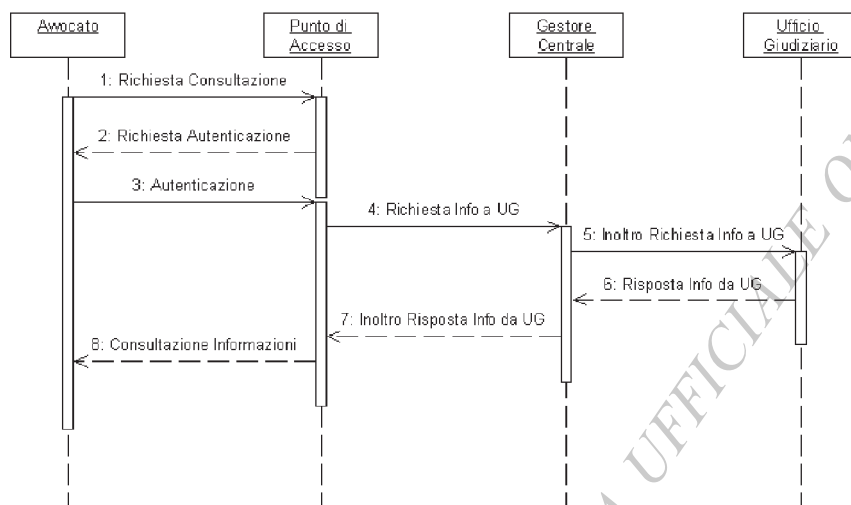 Avvocato
Punto di
Accesso
Gestore
Centrale
Ufficio
Giudiziario
1: Richiesta Consultazione
2: Richiesta Autenticazione
3: Autenticazione
4: Richiesta Info a UG
5: Inoltro Richiesta Info a UG
6: Risposta Info da UG
7: Inoltro Risposta Info da UG
8: Consultazione Informazioni
UFFICIALE